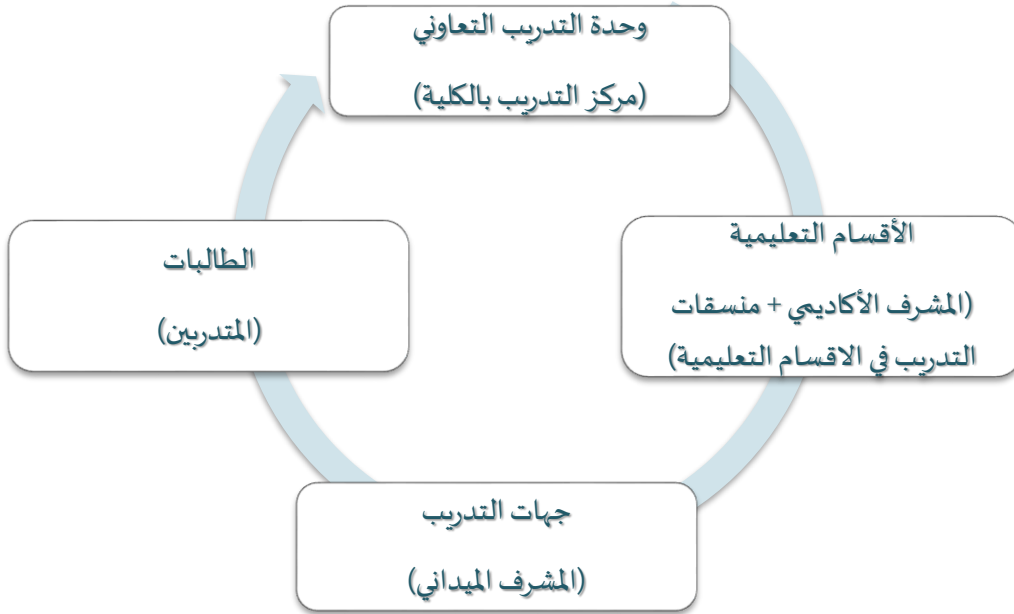 وحدة التدريب التعاوني
(مركز التدريب بالكلية)
الأقسام التعليمية
(المشرف الأكاديمي + منسقات
التدريب في الاقسام التعليمية)
جهات التدريب
(المشرف الميداني)
الطالبات
(المتدربين)